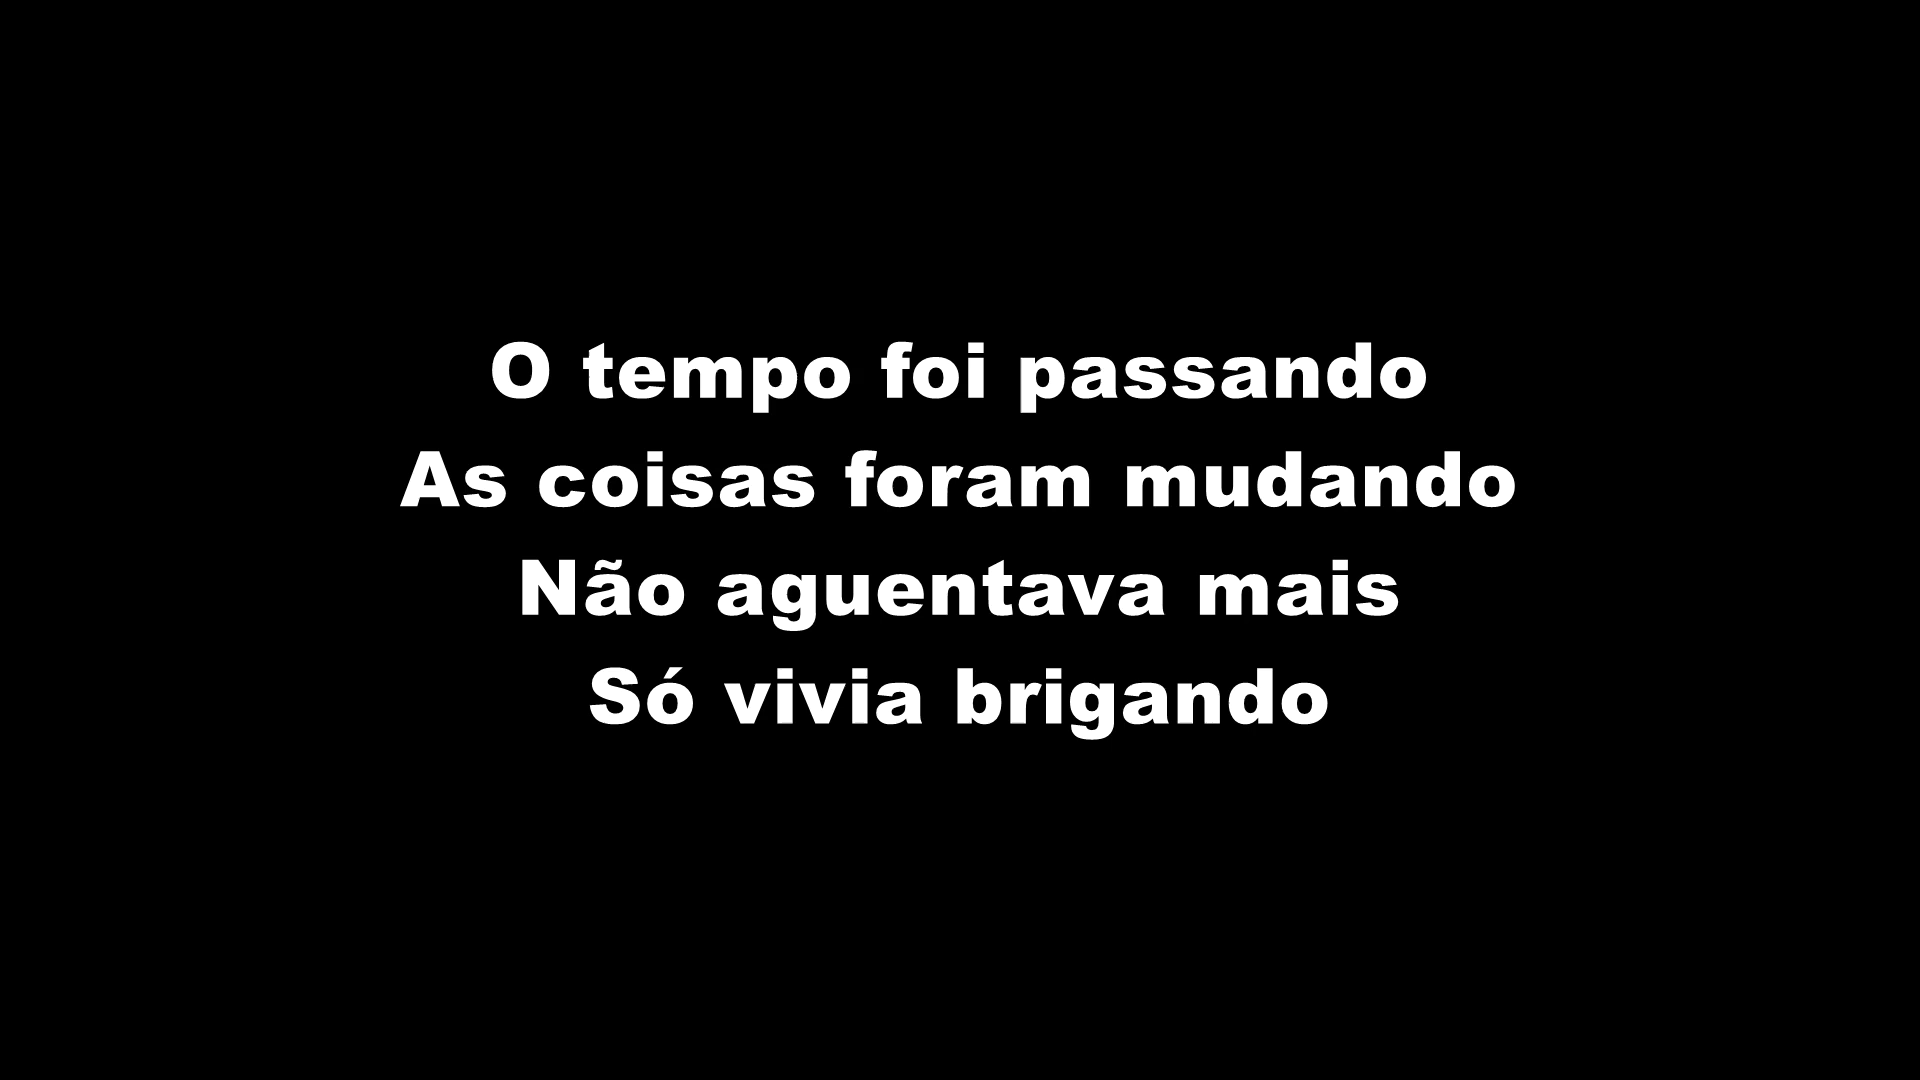 O tempo foi passando
As coisas foram mudando
Não aguentava mais
Só vivia brigando